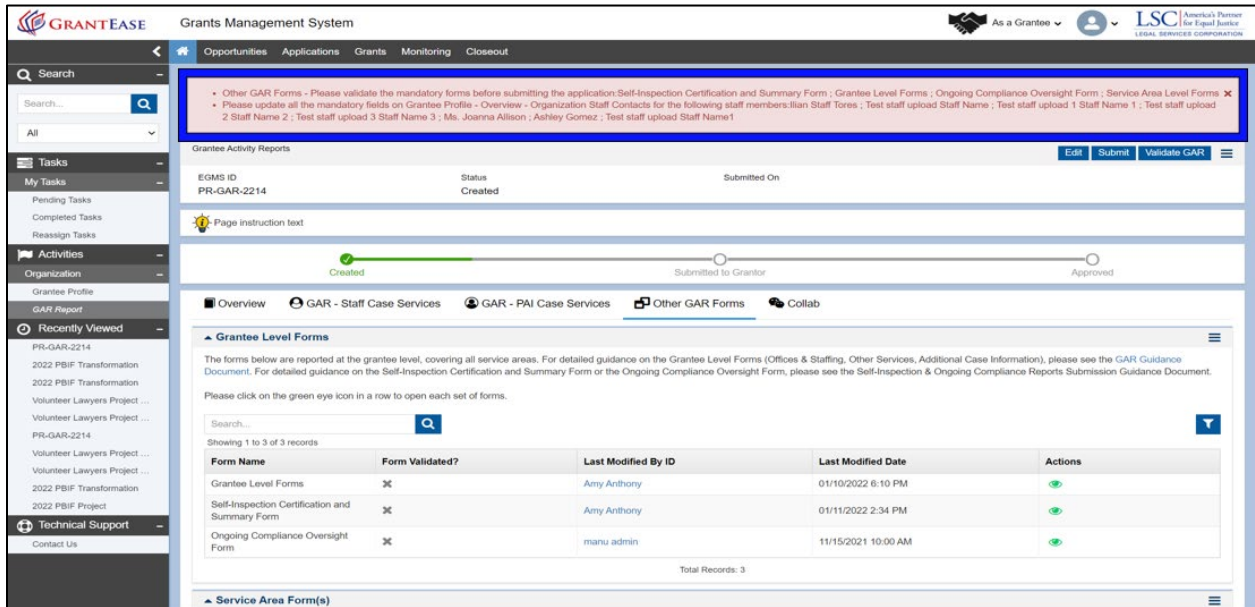 GRANTEASE
Grants Management System
As a Grantee
LSC America's Partner for Equal Justice
LEGAL SERVICES CORPORATION
Opportunities Applications Grants Monitoring Closeout
Search
Search...
All
Tasks
My Tasks
Pending Tasks
Completed Tasks
Reassign Tasks
Activities
Organization
Grantee Profile
GAR Report
Recently Viewed
PR-GAR-2214
2022 PBIF Transformation
2022 PBIF Transformation
Volunteer Lawyers Project ...
Volunteer Lawyers Project ...
PR-GAR-2214
Volunteer Lawyers Project ...
Volunteer Lawyers Project ...
2022 PBIF Transformation
2022 PBIF Project
Technical Support
Contact Us
• Other GAR Forms - Please validate the mandatory forms before submitting the application:Self-Inspection Certification and Summary Form ; Grantee Level Forms ; Ongoing Compliance Oversight Form ; Service Area Level Forms
• Please update all the mandatory fields on Grantee Profile - Overview - Organization Staff Contacts for the following staff members:Ilian Staff Tores ; Test staff upload Staff Name ; Test staff upload 1 Staff Name 1 ; Test staff upload
2 Staff Name 2 ; Test staff upload 3 Staff Name 3 ; Ms. Joanna Allison ; Ashley Gomez ; Test staff upload Staff Name1
Grantee Activity Reports
Edit Submit Validate GAR
EGMS ID Status Submitted On
PR-GAR-2214 Created
Page instruction text
Created Submitted to Grantor Approved
Overview GAR - Staff Case Services GAR - PAI Case Services Other GAR Forms Collab
Grantee Level Forms
The forms below are reported at the grantee level, covering all service areas. For detailed guidance on the Grantee Level Forms (Offices & Staffing, Other Services, Additional Case Information), please see the GAR Guidance
Document. For detailed guidance on the Self-Inspection Certification and Summary Form or the Ongoing Compliance Oversight Form, please see the Self-Inspection & Ongoing Compliance Reports Submission Guidance Document.
Please click on the green eye icon in a row to open each set of forms.
Search...
Showing 1 to 3 of 3 records
Form Name Form Validated? Last Modified By ID Last Modified Date Actions
Grantee Level Forms Amy Anthony 01/10/2022 6:10 PM
Self-Inspection Certification and
Summary Form Amy Anthony 01/11/2022 2:34 PM
Ongoing Compliance Oversight
Form manu admin 11/15/2021 10:00 AM
Total Records: 3
Service Area Form(s)